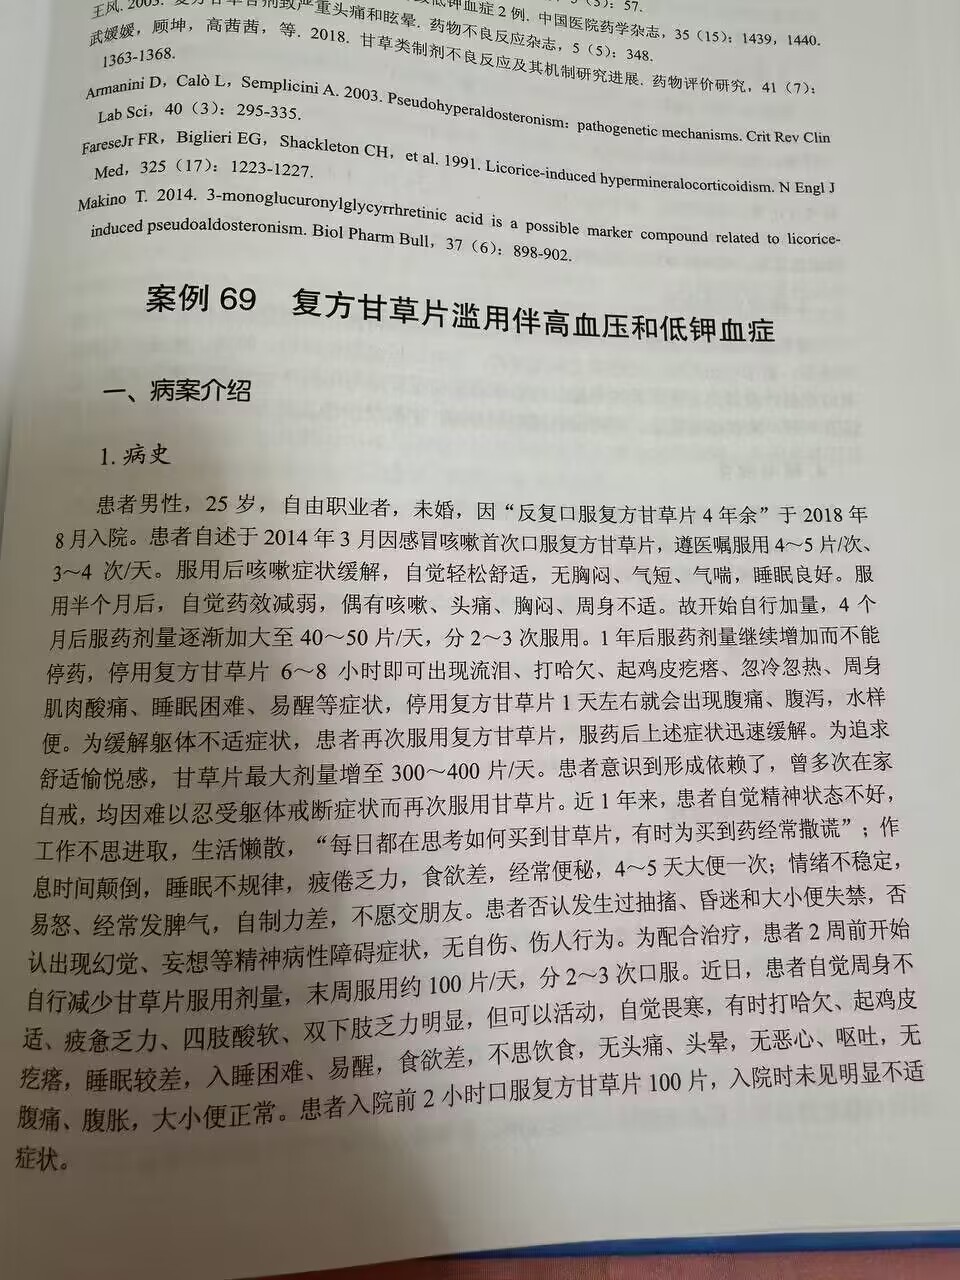 王风. 2003. 复方甘草合剂致严重头痛和眩晕. 药物不良反应杂志, 5 (5): 348.
低钾血症2例. 中国医院药学杂志, 35 (15): 1439, 1440.
武媛媛, 顾坤, 高茜茜, 等. 2018. 甘草类制剂不良反应及其机制研究进展. 药物评价研究, 41 (7):
1363-1368.
Armanini D, Calò L, Semplicini A. 2003. Pseudohyperaldosteronism: pathogenetic mechanisms. Crit Rev Clin
Lab Sci, 40 (3): 295-335.
FareseJr FR, Biglieri EG, Shackleton CH, et al. 1991. Licorice-induced hypermineralocorticoidism. N Engl J
Med, 325 (17): 1223-1227.
Makino T. 2014. 3-monoglucuronylglycyrrhretinic acid is a possible marker compound related to licorice-
induced pseudoaldosteronism. Biol Pharm Bull, 37 (6): 898-902.
案例 69 复方甘草片滥用伴高血压和低钾血症
一、病案介绍
1. 病史
患者男性，25 岁，自由职业者，未婚，因“反复口服复方甘草片 4 年余”于 2018 年
8 月入院。患者自述于 2014 年 3 月因感冒咳嗽首次口服复方甘草片，遵医嘱服用 4～5 片/次、
3～4 次/天。服用后咳嗽症状缓解，自觉轻松舒适，无胸闷、气短、气喘，睡眠良好。服
用半个月后，自觉药效减弱，偶有咳嗽、头痛、胸闷、周身不适。故开始自行加量，4 个
月后服药剂量逐渐加大至 40～50 片/天，分 2～3 次服用。1 年后服药剂量继续增加而不能
停药，停用复方甘草片 6～8 小时即可出现流泪、打哈欠、起鸡皮疙瘩、忽冷忽热、周身
肌肉酸痛、睡眠困难、易醒等症状，停用复方甘草片 1 天左右就会出现腹痛、腹泻，水样
便。为缓解躯体不适症状，患者再次服用复方甘草片，服药后上述症状迅速缓解。为追求
舒适愉悦感，甘草片最大剂量增至 300～400 片/天。患者意识到形成依赖了，曾多次在家
自戒，均因难以忍受躯体戒断症状而再次服用甘草片。近 1 年来，患者自觉精神状态不好，
工作不思进取，生活懒散，“每日都在思考如何买到甘草片，有时为买到药经常撒谎”；作
息时间颠倒，睡眠不规律，疲倦乏力，食欲差，经常便秘，4～5 天大便一次；情绪不稳定，
易怒、经常发脾气，自制力差，不愿交朋友。患者否认发生过抽搐、昏迷和大小便失禁，否
认出现幻觉、妄想等精神病性障碍症状，无自伤、伤人行为。为配合治疗，患者 2 周前开始
自行减少甘草片服用剂量，末周服用约 100 片/天，分 2～3 次口服。近日，患者自觉周身不
适、疲惫乏力、四肢酸软、双下肢乏力明显，但可以活动，自觉畏寒，有时打哈欠、起鸡皮
疙瘩，睡眠较差，入睡困难、易醒，食欲差，不思饮食，无头痛、头晕，无恶心、呕吐，无
腹痛、腹胀，大小便正常。患者入院前 2 小时口服复方甘草片 100 片，入院时未见明显不适
症状。